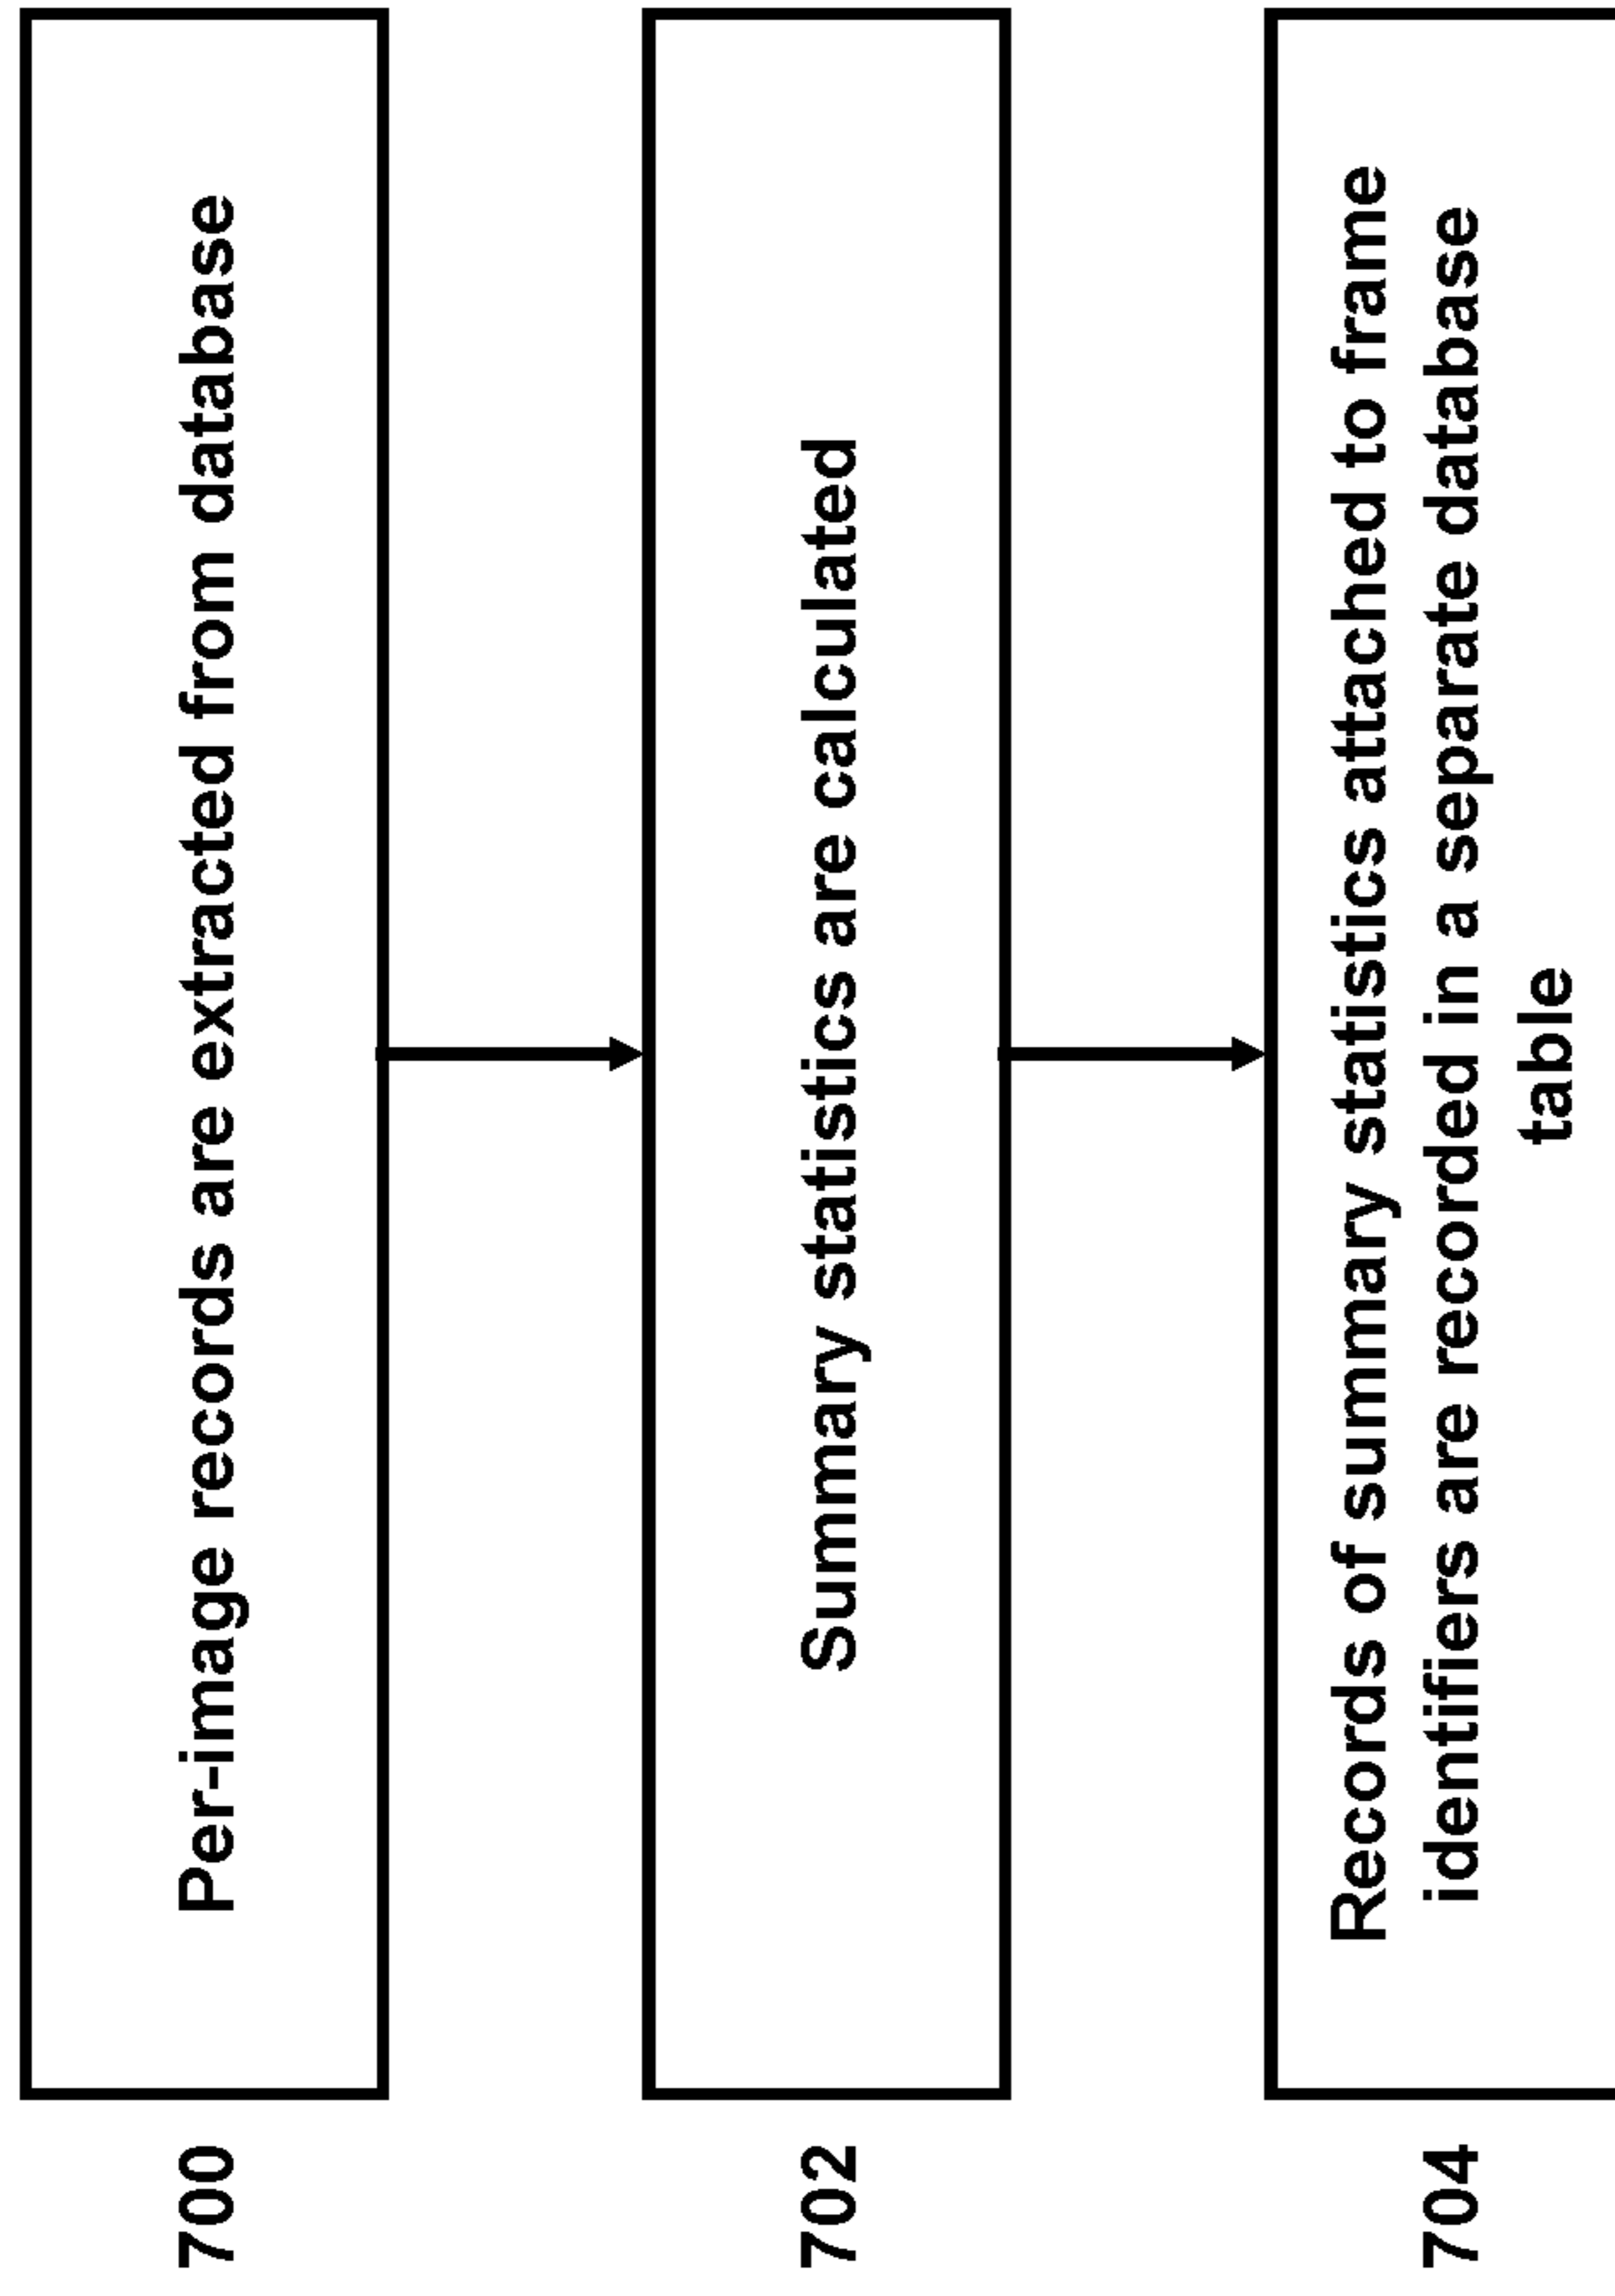 700
Per-image records are extracted from database
702
Summary statistics are calculated
704
Records of summary statistics attached to frame
identifiers are recorded in a separate database
table